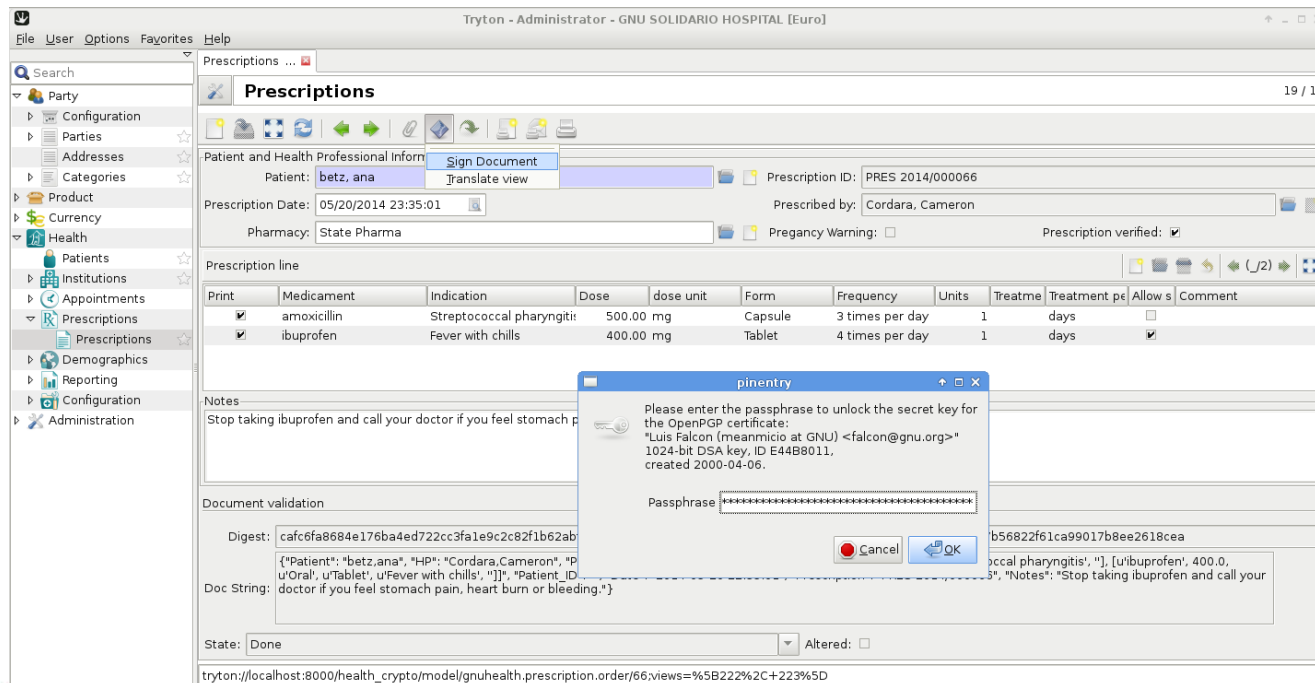 Tryton - Administrator - GNU SOLIDARIO HOSPITAL [Euro]
File User Options Favorites Help
Search
Party
Configuration
Parties
Addresses
Categories
Product
Currency
Health
Patients
Institutions
Appointments
Prescriptions
Prescriptions
Demographics
Reporting
Configuration
Administration
Prescriptions ...
Prescriptions
19 / 1
Sign Document
Translate view
Patient and Health Professional Inform
Patient: betz, ana
Prescription ID: PRES 2014/000066
Prescription Date: 05/20/2014 23:35:01
Prescribed by: Cordara, Cameron
Pharmacy: State Pharma
Pregancy Warning:
Prescription verified:
Prescription line
(_/2)
Print Medicament Indication Dose dose unit Form Frequency Units Treatme Treatment pe Allow s Comment
amoxicillin Streptococcal pharyngitis 500.00 mg Capsule 3 times per day 1 days
ibuprofen Fever with chills 400.00 mg Tablet 4 times per day 1 days
Notes
Stop taking ibuprofen and call your doctor if you feel stomach p
pinentry
Please enter the passphrase to unlock the secret key for
the OpenPGP certificate:
"Luis Falcon (meanmicio at GNU) <falcon@gnu.org>"
1024-bit DSA key, ID E44B8011,
created 2000-04-06.
Passphrase
Cancel
OK
Document validation
Digest: cafc6fa8684e176ba4ed722cc3fa1e9c2c82f1b62ab 7b56822f61ca99017b8ee2618cea
Doc String:
{"Patient": "betz,ana", "HP": "Cordara,Cameron", "P occal pharyngitis', ''], [u'ibuprofen', 400.0,
u'Oral', u'Tablet', u'Fever with chills', '']]", "Patient_ID "Notes": "Stop taking ibuprofen and call your
doctor if you feel stomach pain, heart burn or bleeding."}
State: Done
Altered:
tryton://localhost:8000/health_crypto/model/gnuhealth.prescription.order/66;views=%5B222%2C+223%5D